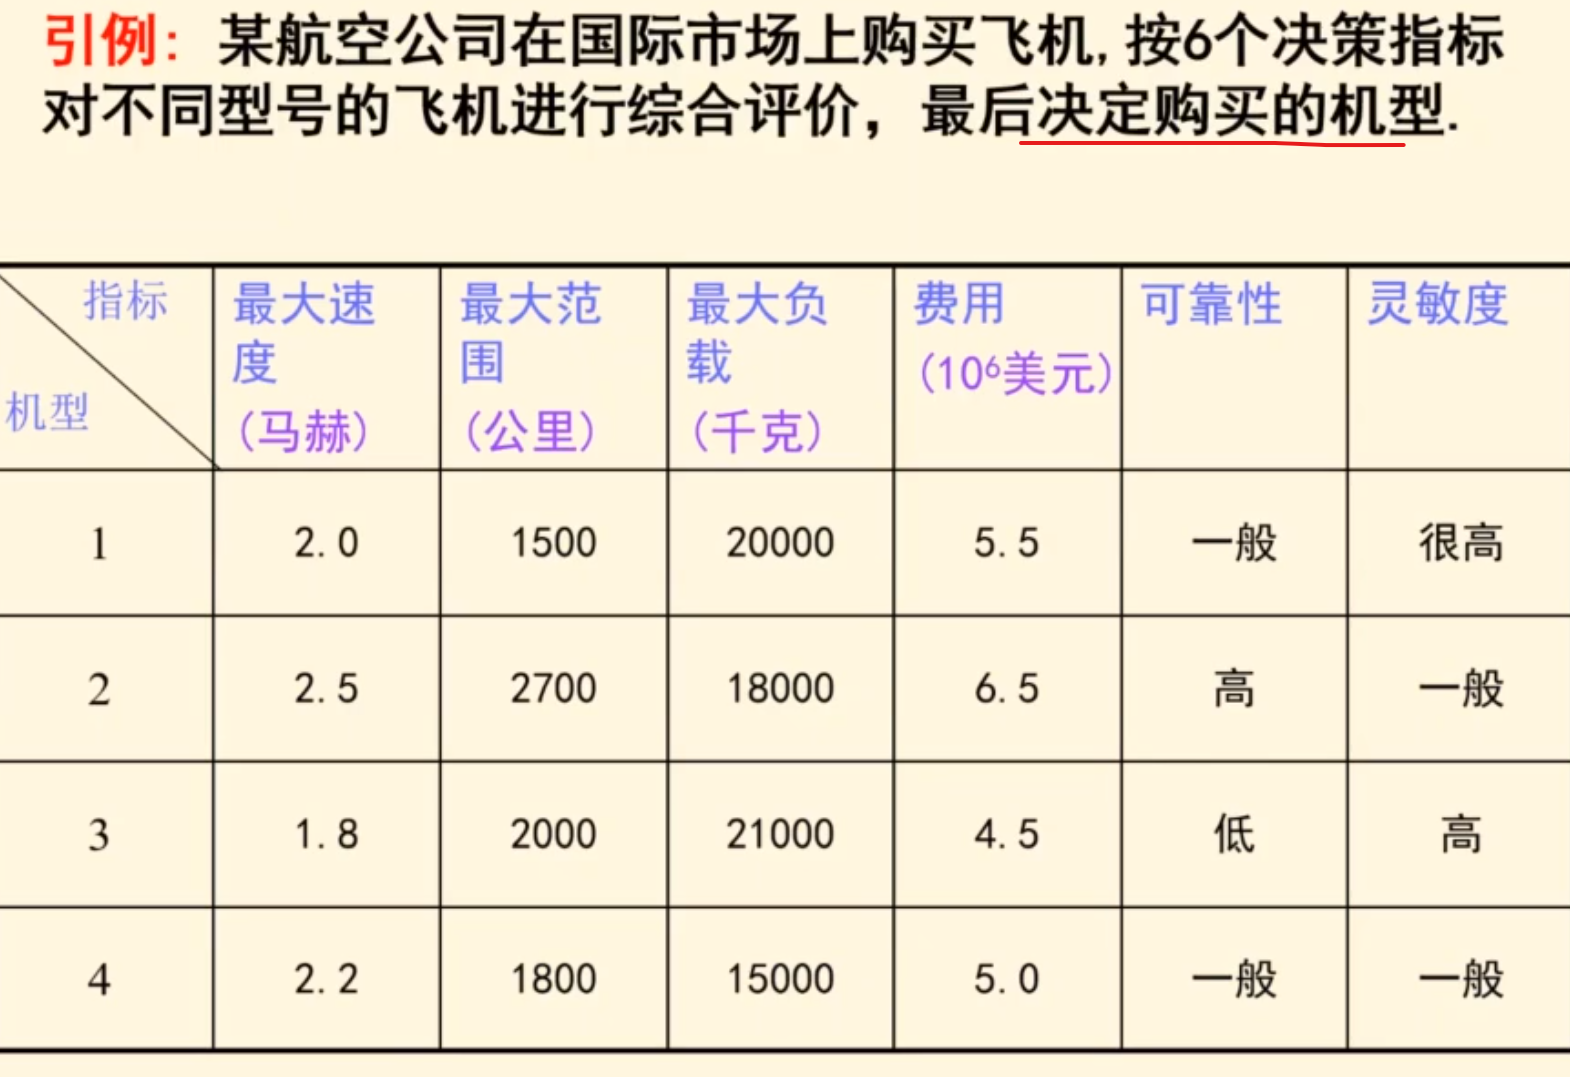 引例: 某航空公司在国际市场上购买飞机,按6个决策指标
对不同型号的飞机进行综合评价，最后决定购买的机型.
指标
机型
最大速
度
(马赫)
最大范
围
(公里)
最大负
载
(千克)
费用
(10⁶美元)
可靠性
灵敏度
1 2.0 1500 20000 5.5 一般 很高
2 2.5 2700 18000 6.5 高 一般
3 1.8 2000 21000 4.5 低 高
4 2.2 1800 15000 5.0 一般 一般